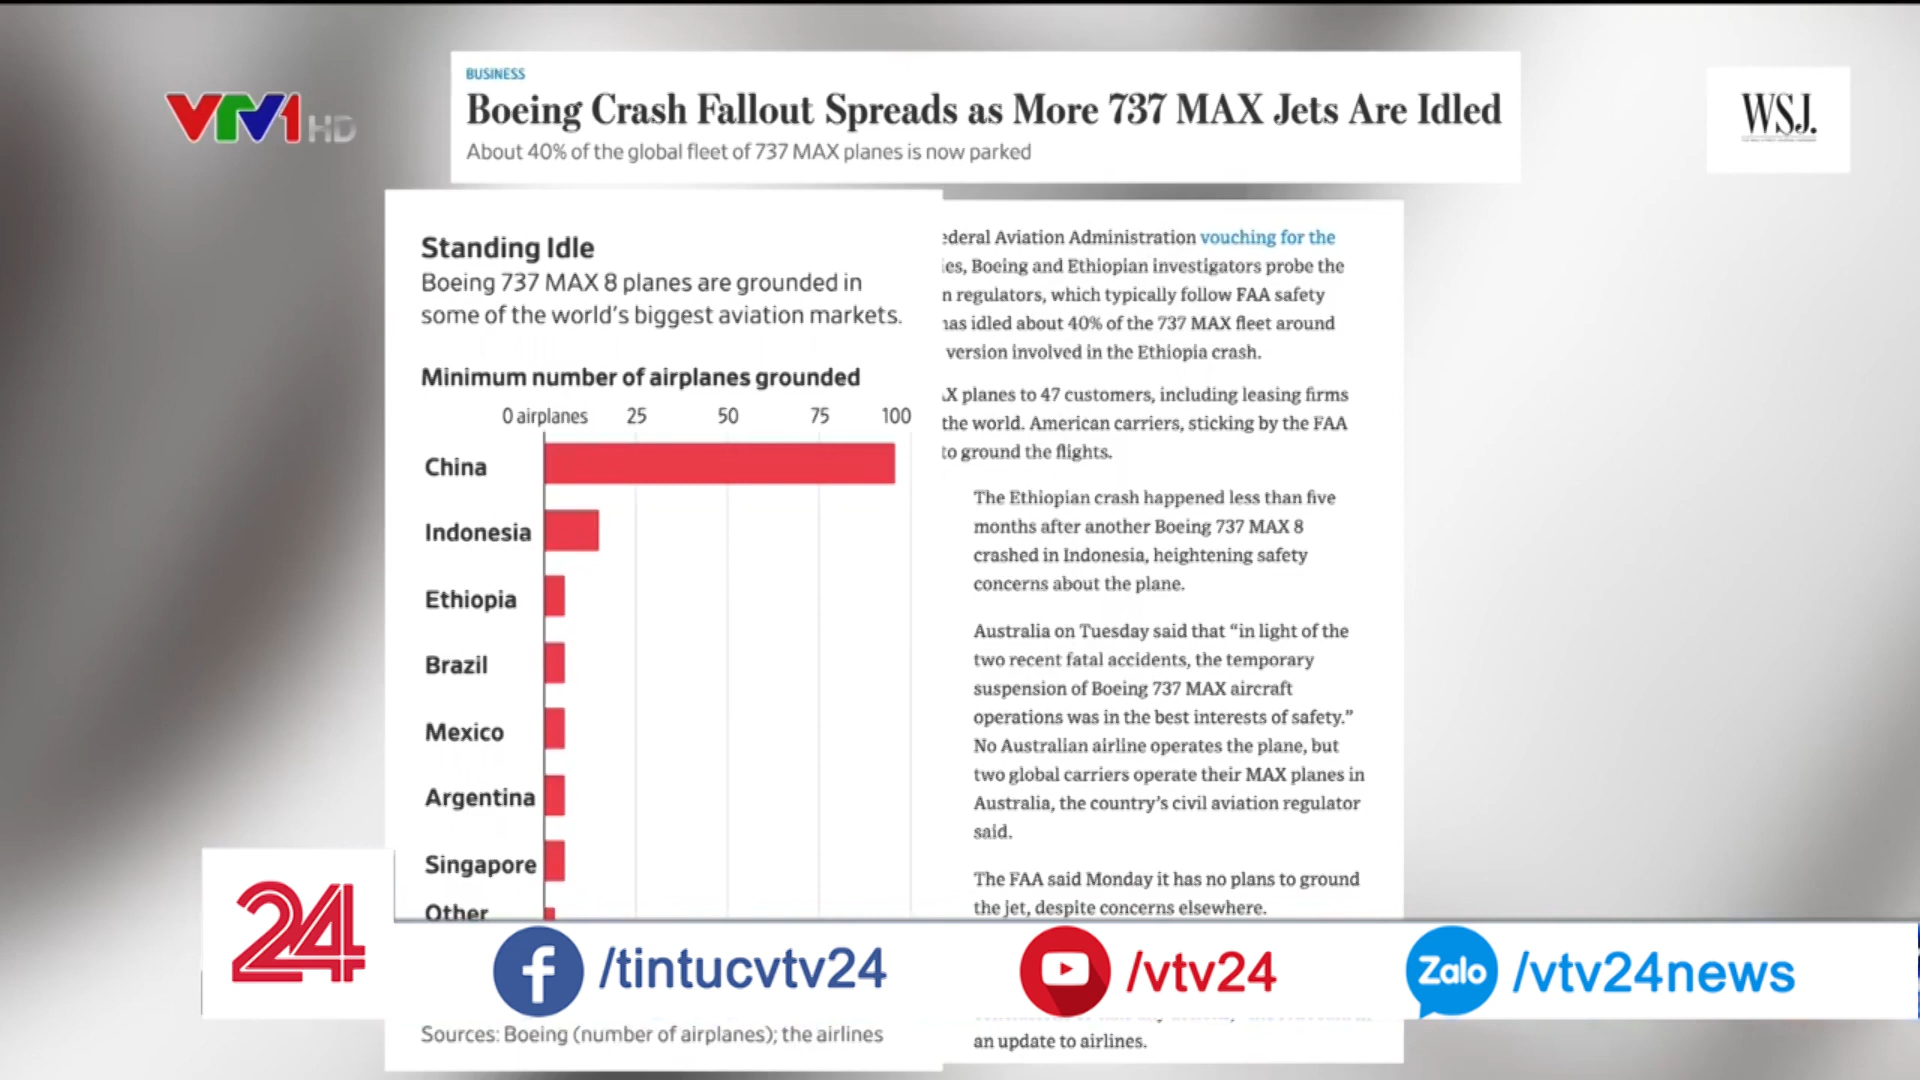 VTV1 HD
BUSINESS
Boeing Crash Fallout Spreads as More 737 MAX Jets Are Idled
About 40% of the global fleet of 737 MAX planes is now parked
WSJ.
Standing Idle
Boeing 737 MAX 8 planes are grounded in
some of the world's biggest aviation markets.
Minimum number of airplanes grounded
0 airplanes 25 50 75 100
China
Indonesia
Ethiopia
Brazil
Mexico
Argentina
Singapore
Other
Sources: Boeing (number of airplanes); the airlines
Aviation Administration vouching for the
Boeing and Ethiopian investigators probe the
regulators, which typically follow FAA safety
idled about 40% of the 737 MAX fleet around
version involved in the Ethiopia crash.
planes to 47 customers, including leasing firms
the world. American carriers, sticking by the FAA
to ground the flights.
The Ethiopian crash happened less than five
months after another Boeing 737 MAX 8
crashed in Indonesia, heightening safety
concerns about the plane.
Australia on Tuesday said that “in light of the
two recent fatal accidents, the temporary
suspension of Boeing 737 MAX aircraft
operations was in the best interests of safety.”
No Australian airline operates the plane, but
two global carriers operate their MAX planes in
Australia, the country's civil aviation regulator
said.
The FAA said Monday it has no plans to ground
the jet, despite concerns elsewhere.
an update to airlines.
24
/tintucvtv24
/vtv24
Zalo /vtv24news